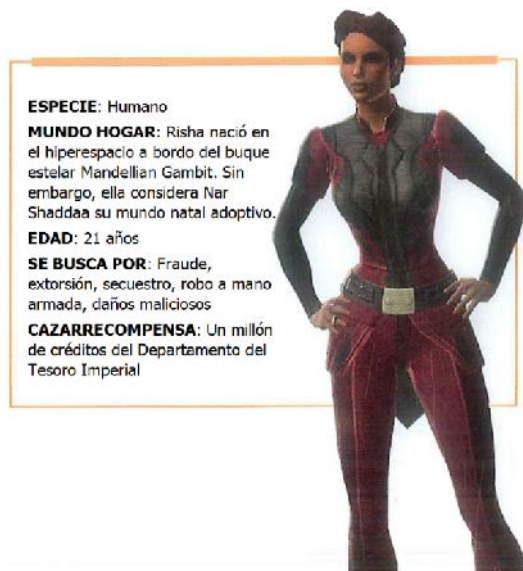 ESPECIE: Humano
MUNDO HOGAR: Risha nació en
el hiperespacio a bordo del buque
estelar Mandellian Gambit. Sin
embargo, ella considera Nar
Shaddaa su mundo natal adoptivo.
EDAD: 21 años
SE BUSCA POR: Fraude,
extorsión, secuestro, robo a mano
armada, daños maliciosos
CAZARRECOMPENSA: Un millón
de créditos del Departamento del
Tesoro Imperial